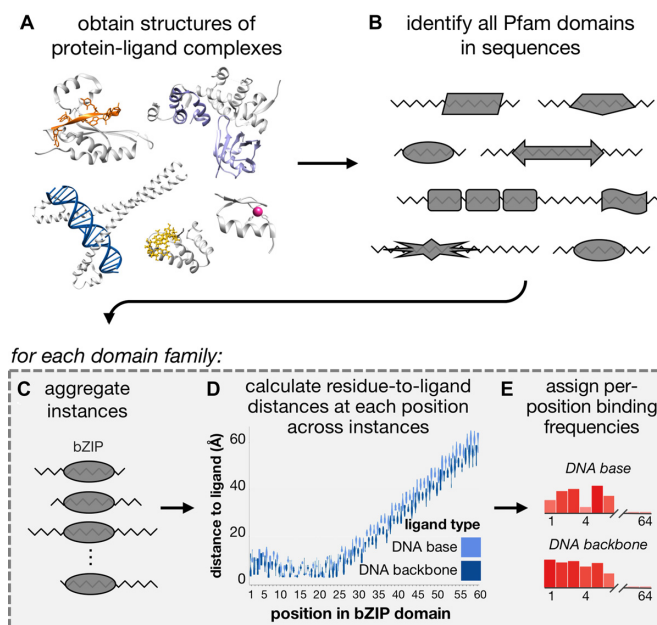 A
obtain structures of
protein-ligand complexes
B
identify all Pfam domains
in sequences
for each domain family:
C
aggregate
instances
bZIP
D
calculate residue-to-ligand
distances at each position
across instances
distance to ligand (Å)
60
40
20
0
ligand type
DNA base
DNA backbone
1 5 10 15 20 25 30 35 40 45 50 55 60
position in bZIP domain
E
assign per-
position binding
frequencies
DNA base
1 4 64
DNA backbone
1 4 64